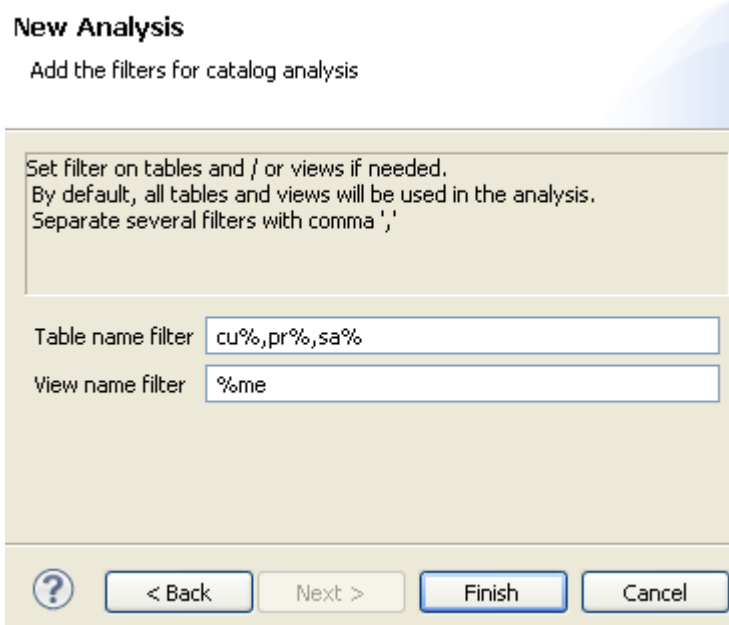 New Analysis
Add the filters for catalog analysis
Set filter on tables and / or views if needed.
By default, all tables and views will be used in the analysis.
Separate several filters with comma ','
Table name filter cu%,pr%,sa%
View name filter %me
? < Back Next > Finish Cancel